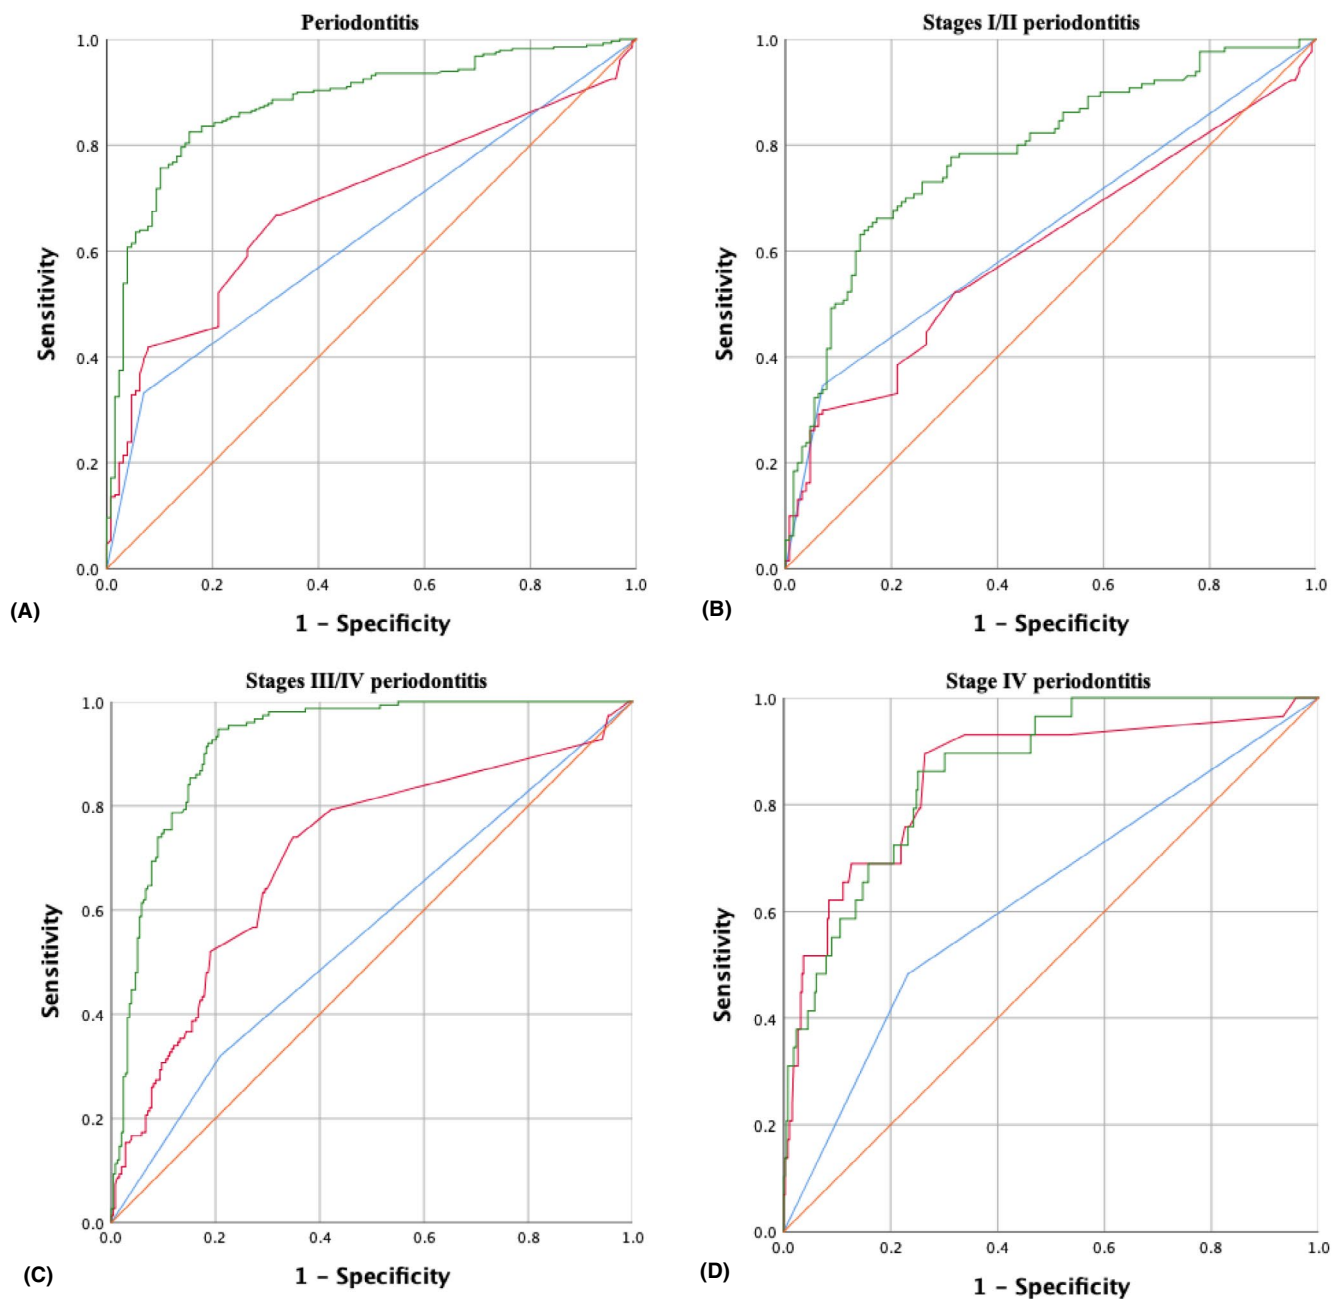 Periodontitis
1.0
0.8
0.6
0.4
0.2
0.0
Sensitivity
0.0 0.2 0.4 0.6 0.8 1.0
1 – Specificity
(A)
Stages I/II periodontitis
1.0
0.8
0.6
0.4
0.2
0.0
Sensitivity
0.0 0.2 0.4 0.6 0.8 1.0
1 – Specificity
(B)
Stages III/IV periodontitis
1.0
0.8
0.6
0.4
0.2
0.0
Sensitivity
0.0 0.2 0.4 0.6 0.8 1.0
1 – Specificity
(C)
Stage IV periodontitis
1.0
0.8
0.6
0.4
0.2
0.0
Sensitivity
0.0 0.2 0.4 0.6 0.8 1.0
1 – Specificity
(D)